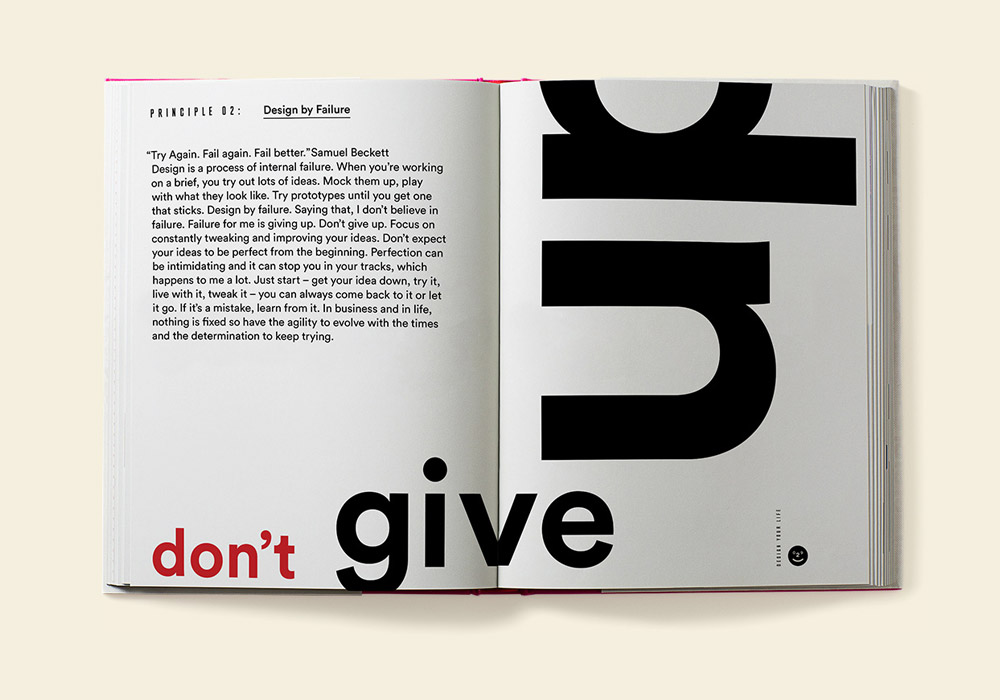 PRINCIPLE 02: Design by Failure
“Try Again. Fail again. Fail better.”Samuel Beckett
Design is a process of internal failure. When you’re working
on a brief, you try out lots of ideas. Mock them up, play
with what they look like. Try prototypes until you get one
that sticks. Design by failure. Saying that, I don’t believe in
failure. Failure for me is giving up. Don’t give up. Focus on
constantly tweaking and improving your ideas. Don’t expect
your ideas to be perfect from the beginning. Perfection can
be intimidating and it can stop you in your tracks, which
happens to me a lot. Just start – get your idea down, try it,
live with it, tweak it – you can always come back to it or let
it go. If it’s a mistake, learn from it. In business and in life,
nothing is fixed so have the agility to evolve with the times
and the determination to keep trying.
don’t give
up
DESIGN YOUR LIFE